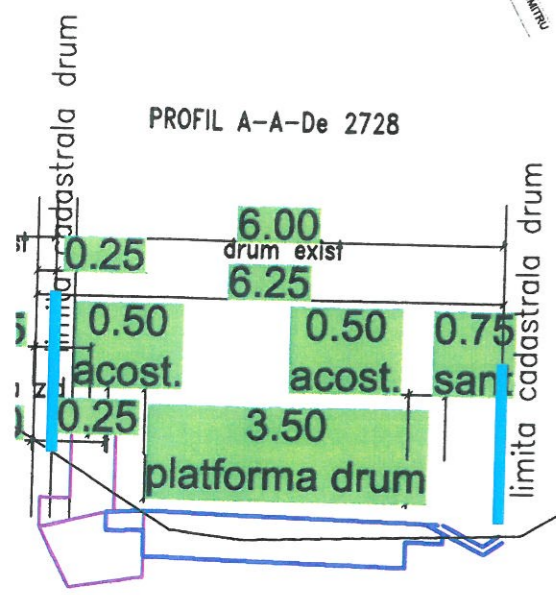 MITRU
limita cadastrala drum
PROFIL A-A-De 2728
limita cadastrala drum
6.00
drum exist
0.25
6.25
0.50
acost.
0.50
acost.
0.75
sant
0.25
3.50
platforma drum